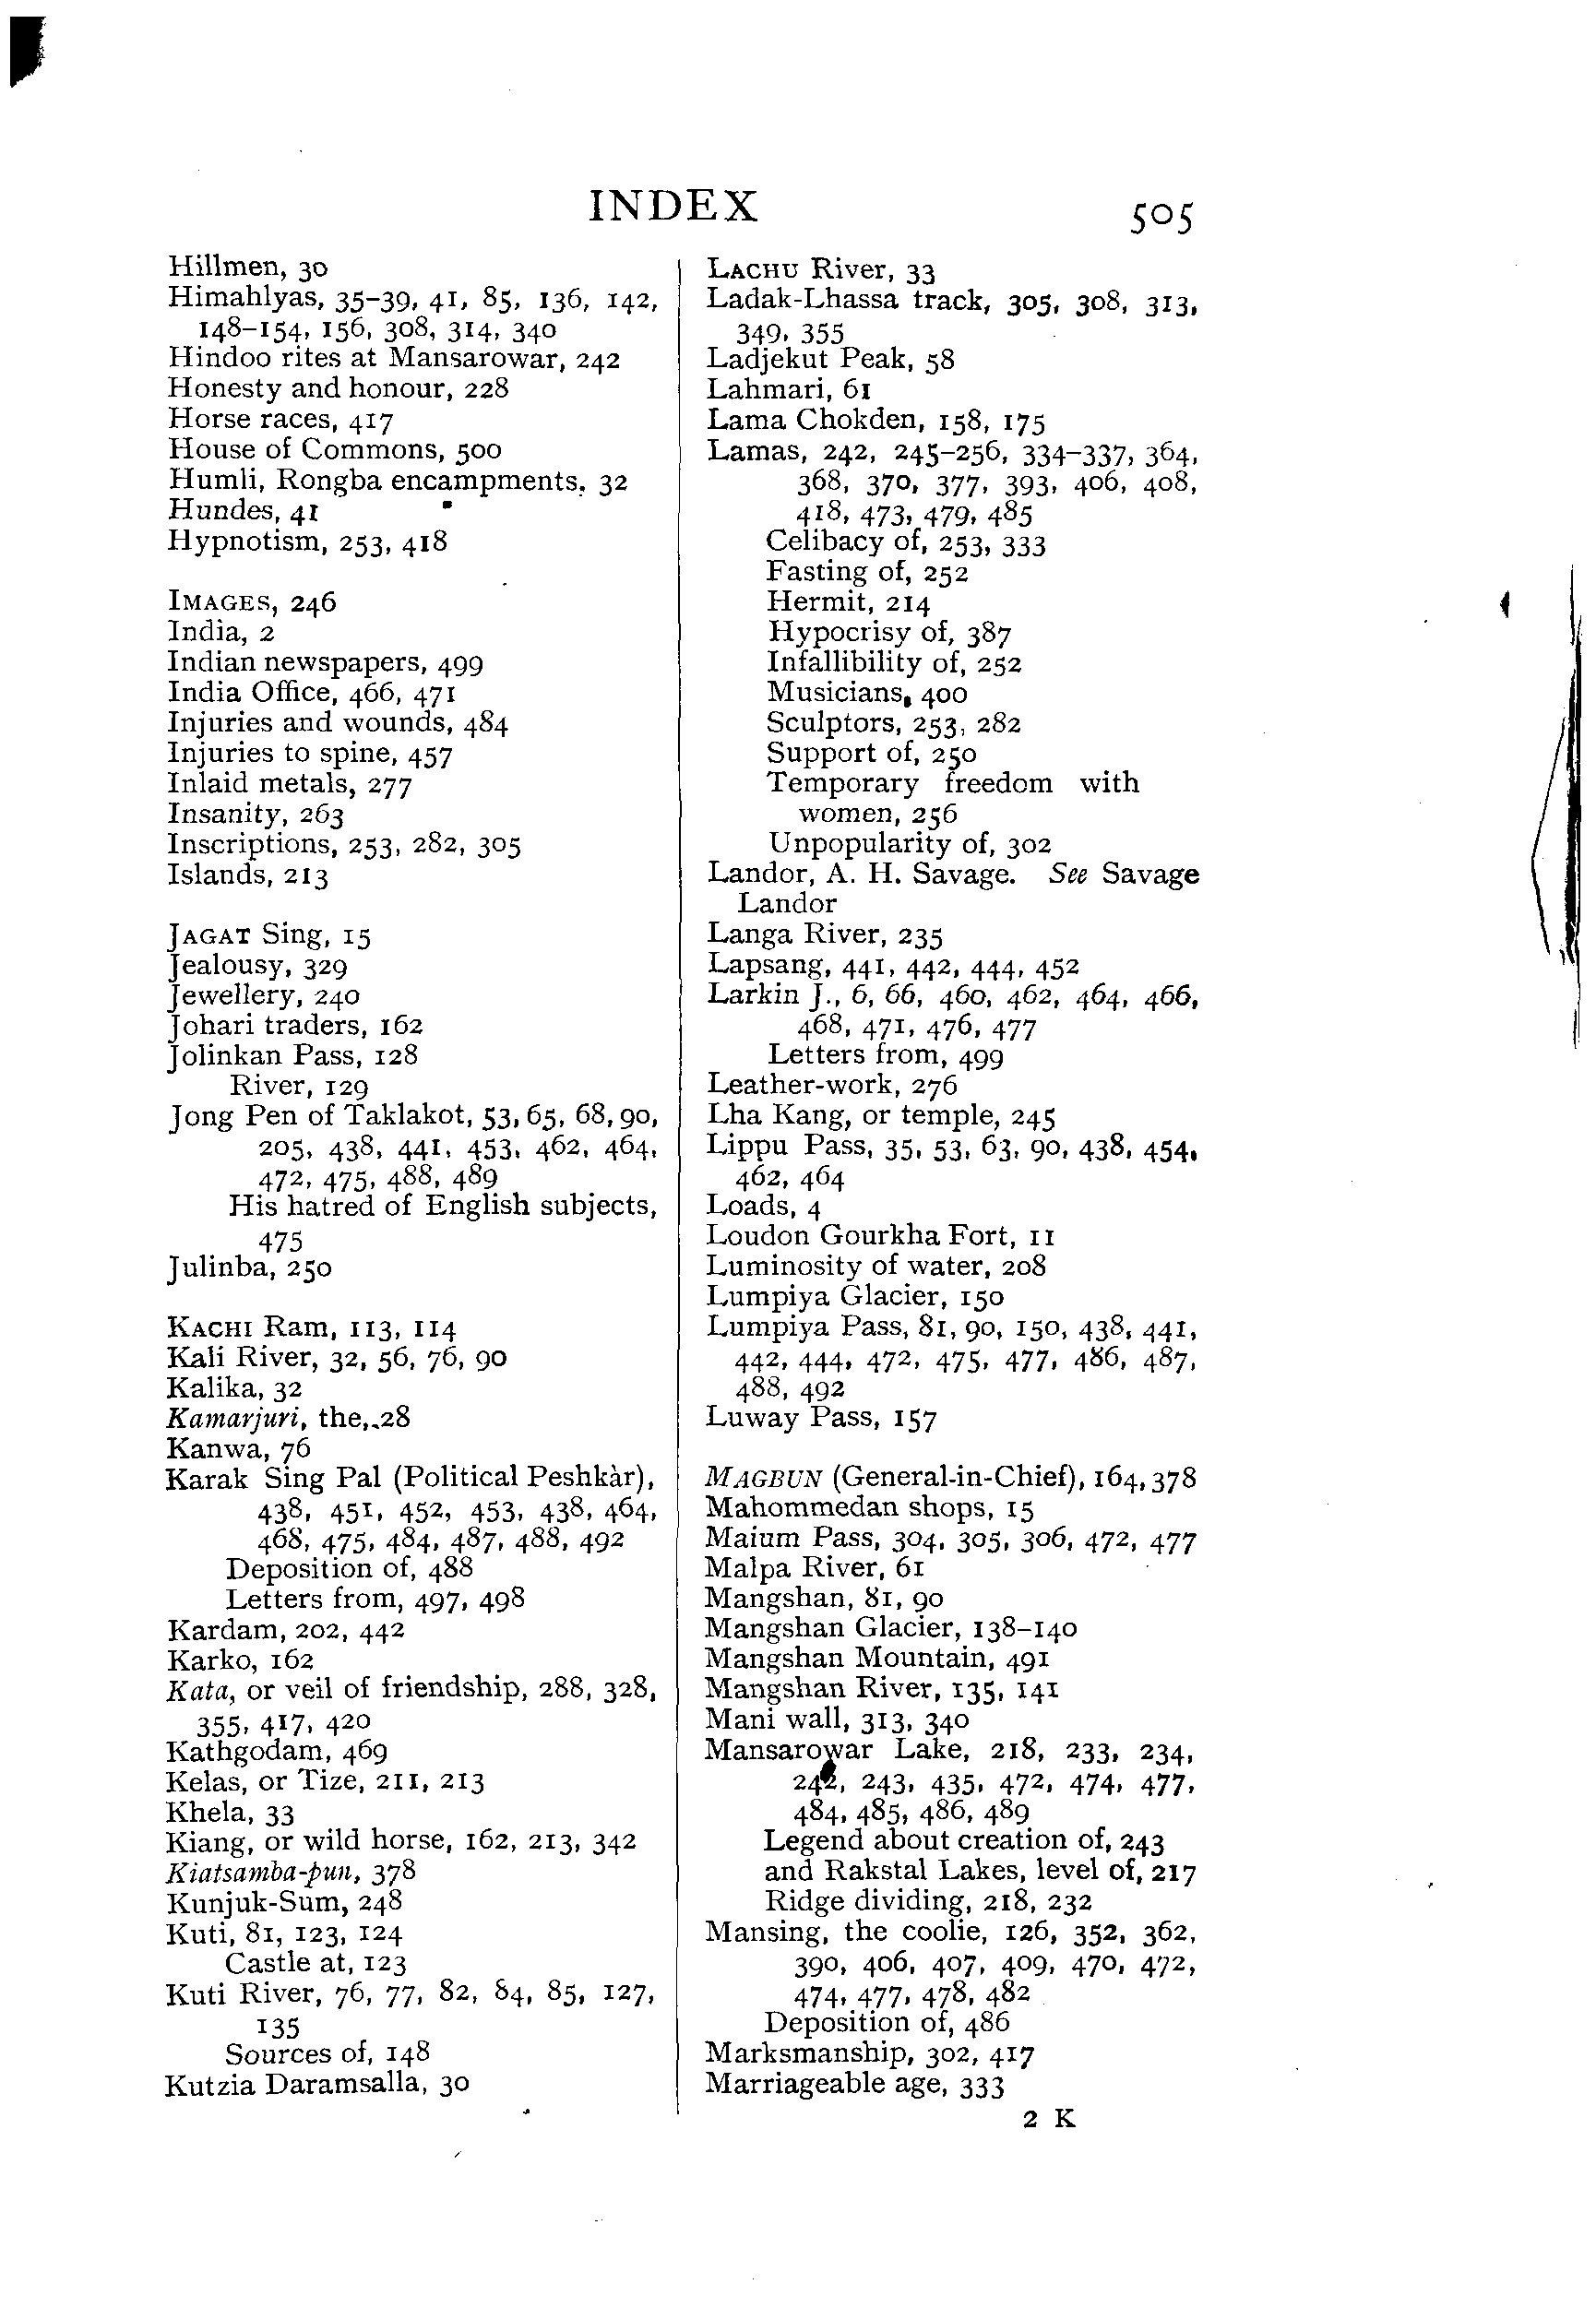 INDEX
505
Hillmen, 30
Himahlyas, 35–39, 41, 85, 136, 142,
148–154, 156, 308, 314, 340
Hindoo rites at Mansarowar, 242
Honesty and honour, 228
Horse races, 417
House of Commons, 500
Humli, Rongba encampments, 32
Hundes, 41
Hypnotism, 253, 418
IMAGES, 246
India, 2
Indian newspapers, 499
India Office, 466, 471
Injuries and wounds, 484
Injuries to spine, 457
Inlaid metals, 277
Insanity, 263
Inscriptions, 253, 282, 305
Islands, 213
JAGAT Sing, 15
Jealousy, 329
Jewellery, 240
Johari traders, 162
Jolinkan Pass, 128
River, 129
Jong Pen of Taklakot, 53, 65, 68, 90,
205, 438, 441, 453, 462, 464,
472, 475, 488, 489
His hatred of English subjects,
475
Julinba, 250
KACHI Ram, 113, 114
Kali River, 32, 56, 76, 90
Kalika, 32
Kamarjuri, the, 28
Kanwa, 76
Karak Sing Pal (Political Peshkàr),
438, 451, 452, 453, 438, 464,
468, 475, 484, 487, 488, 492
Deposition of, 488
Letters from, 497, 498
Kardam, 202, 442
Karko, 162
Kata, or veil of friendship, 288, 328,
355, 417, 420
Kathgodam, 469
Kelas, or Tize, 211, 213
Khela, 33
Kiang, or wild horse, 162, 213, 342
Kiatsamba-pun, 378
Kunjuk-Sum, 248
Kuti, 81, 123, 124
Castle at, 123
Kuti River, 76, 77, 82, 84, 85, 127,
135
Sources of, 148
Kutzia Daramsalla, 30
LACHU River, 33
Ladak-Lhassa track, 305, 308, 313,
349, 355
Ladjekut Peak, 58
Lahmari, 61
Lama Chokden, 158, 175
Lamas, 242, 245–256, 334–337, 364,
368, 370, 377, 393, 406, 408,
418, 473, 479, 485
Celibacy of, 253, 333
Fasting of, 252
Hermit, 214
Hypocrisy of, 387
Infallibility of, 252
Musicians, 400
Sculptors, 253, 282
Support of, 250
Temporary freedom with
women, 256
Unpopularity of, 302
Landor, A. H. Savage. See Savage
Landor
Langa River, 235
Lapsang, 441, 442, 444, 452
Larkin J., 6, 66, 460, 462, 464, 466,
468, 471, 476, 477
Letters from, 499
Leather-work, 276
Lha Kang, or temple, 245
Lippu Pass, 35, 53, 63, 90, 438, 454,
462, 464
Loads, 4
Loudon Gourkha Fort, 11
Luminosity of water, 208
Lumpiya Glacier, 150
Lumpiya Pass, 81, 90, 150, 438, 441,
442, 444, 472, 475, 477, 486, 487,
488, 492
Luway Pass, 157
MAGBUN (General-in-Chief), 164, 378
Mahommedan shops, 15
Maium Pass, 304, 305, 306, 472, 477
Malpa River, 61
Mangshan, 81, 90
Mangshan Glacier, 138–140
Mangshan Mountain, 491
Mangshan River, 135, 141
Mani wall, 313, 340
Mansarowar Lake, 218, 233, 234,
242, 243, 435, 472, 474, 477,
484, 485, 486, 489
Legend about creation of, 243
and Rakstal Lakes, level of, 217
Ridge dividing, 218, 232
Mansing, the coolie, 126, 352, 362,
390, 406, 407, 409, 470, 472,
474, 477, 478, 482
Deposition of, 486
Marksmanship, 302, 417
Marriageable age, 333
2 K